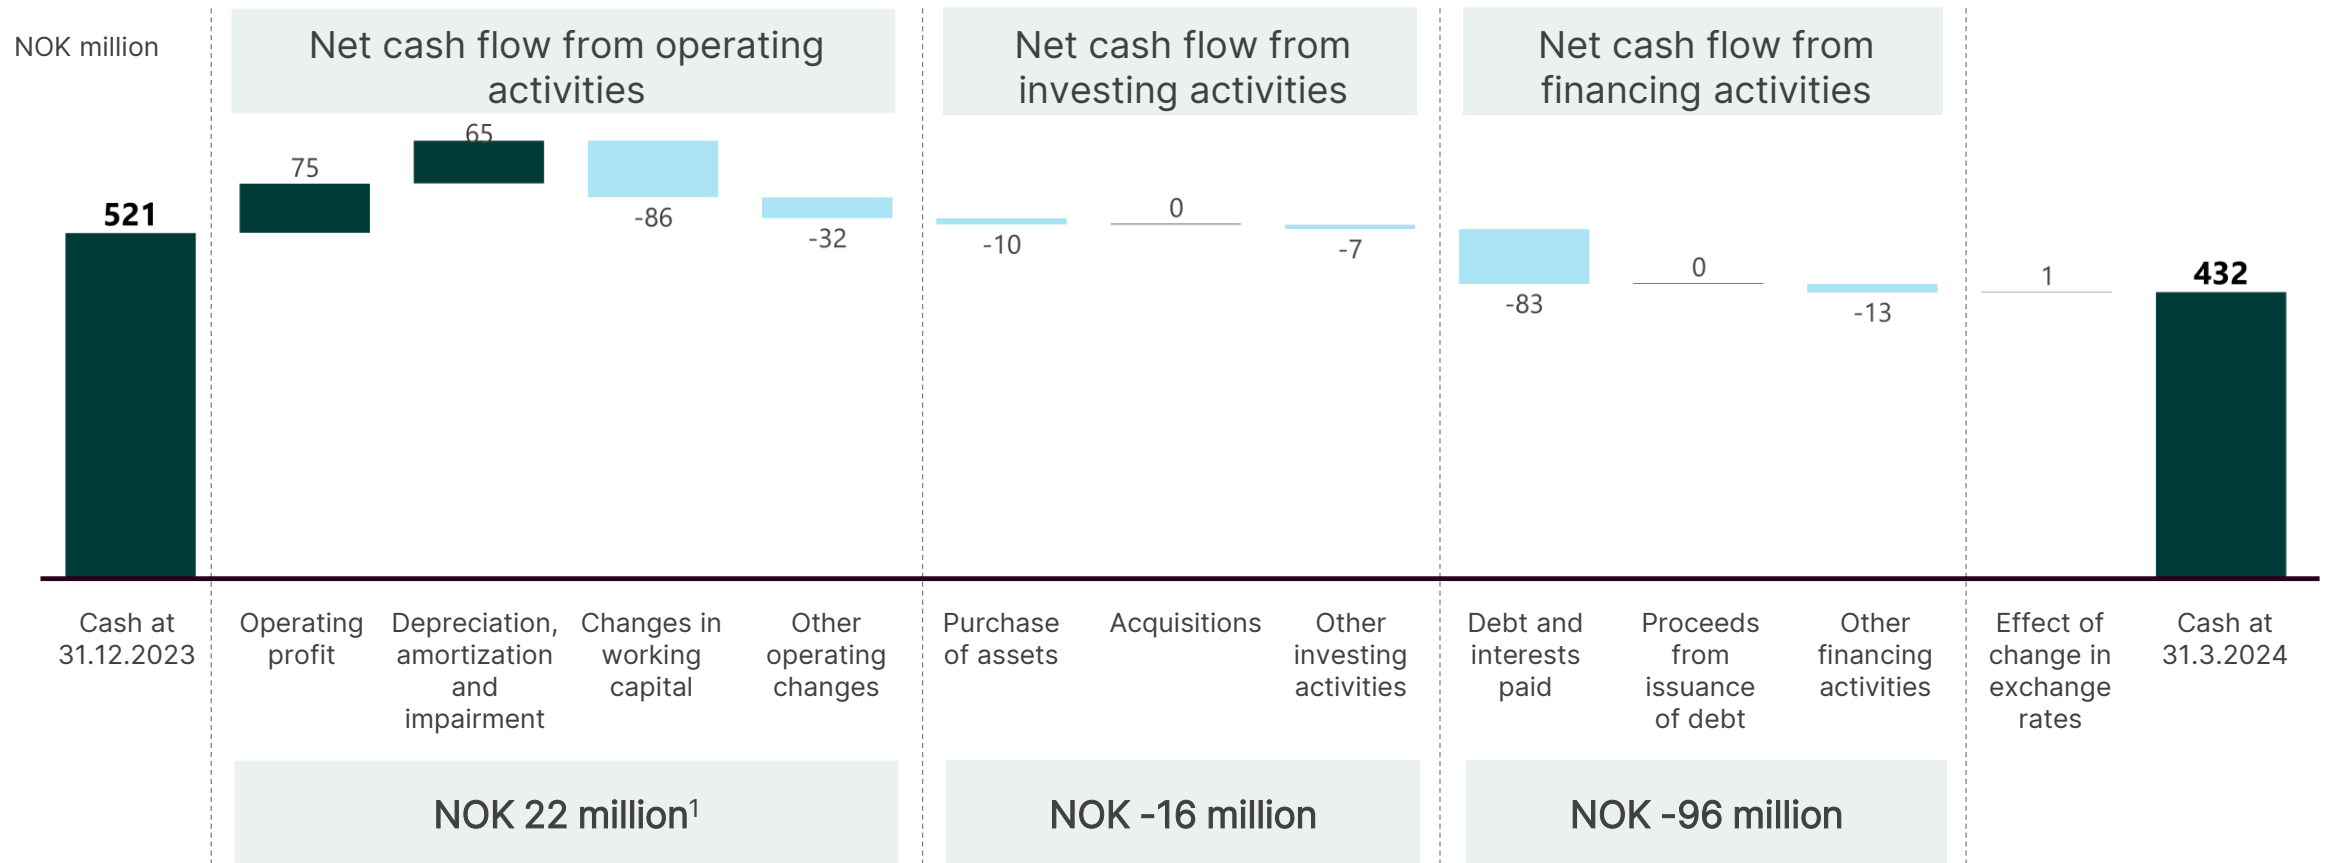 NOK million
Net cash flow from operating
activities
Net cash flow from
investing activities
Net cash flow from
financing activities
521
75
65
-86
-32
-10
0
-7
-83
0
-13
1
432
Cash at
31.12.2023
Operating
profit
Depreciation,
amortization
and
impairment
Changes in
working
capital
Other
operating
changes
Purchase
of assets
Acquisitions
Other
investing
activities
Debt and
interests
paid
Proceeds
from
issuance
of debt
Other
financing
activities
Effect of
change in
exchange
rates
Cash at
31.3.2024
NOK 22 million¹
NOK -16 million
NOK -96 million